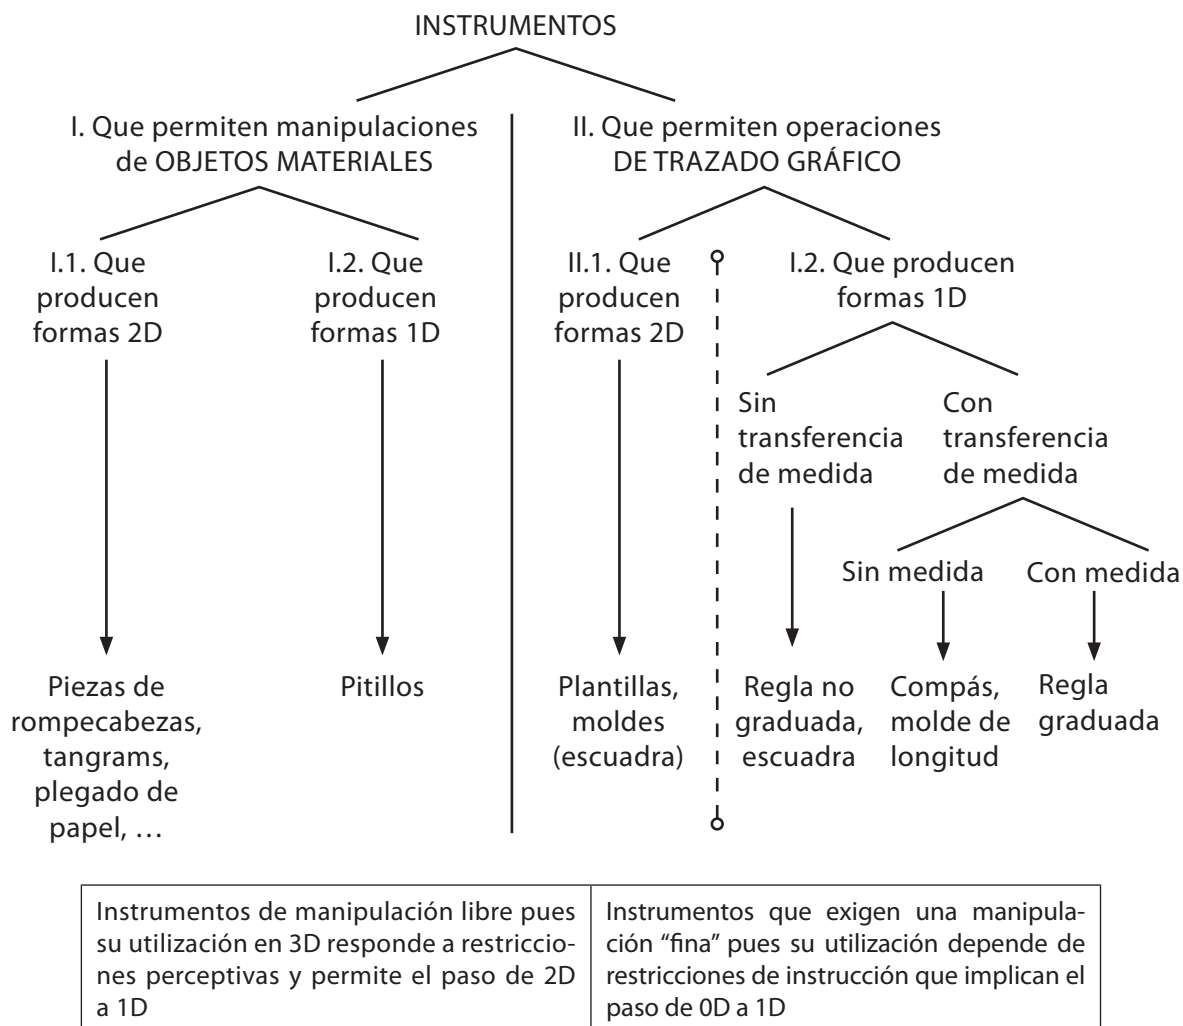 INSTRUMENTOS
I. Que permiten manipulaciones
de OBJETOS MATERIALES
II. Que permiten operaciones
DE TRAZADO GRÁFICO
I.1. Que
producen
formas 2D
I.2. Que
producen
formas 1D
II.1. Que
producen
formas 2D
I.2. Que producen
formas 1D
Sin
transferencia
de medida
Con
transferencia
de medida
Sin medida
Con medida
Piezas de
rompecabezas,
tangrams,
plegado de
papel, …
Pitillos
Plantillas,
moldes
(escuadra)
Regla no
graduada,
escuadra
Compás,
molde de
longitud
Regla
graduada
Instrumentos de manipulación libre pues
su utilización en 3D responde a restriccio-
nes perceptivas y permite el paso de 2D
a 1D
Instrumentos que exigen una manipula-
ción “fina” pues su utilización depende de
restricciones de instrucción que implican el
paso de 0D a 1D